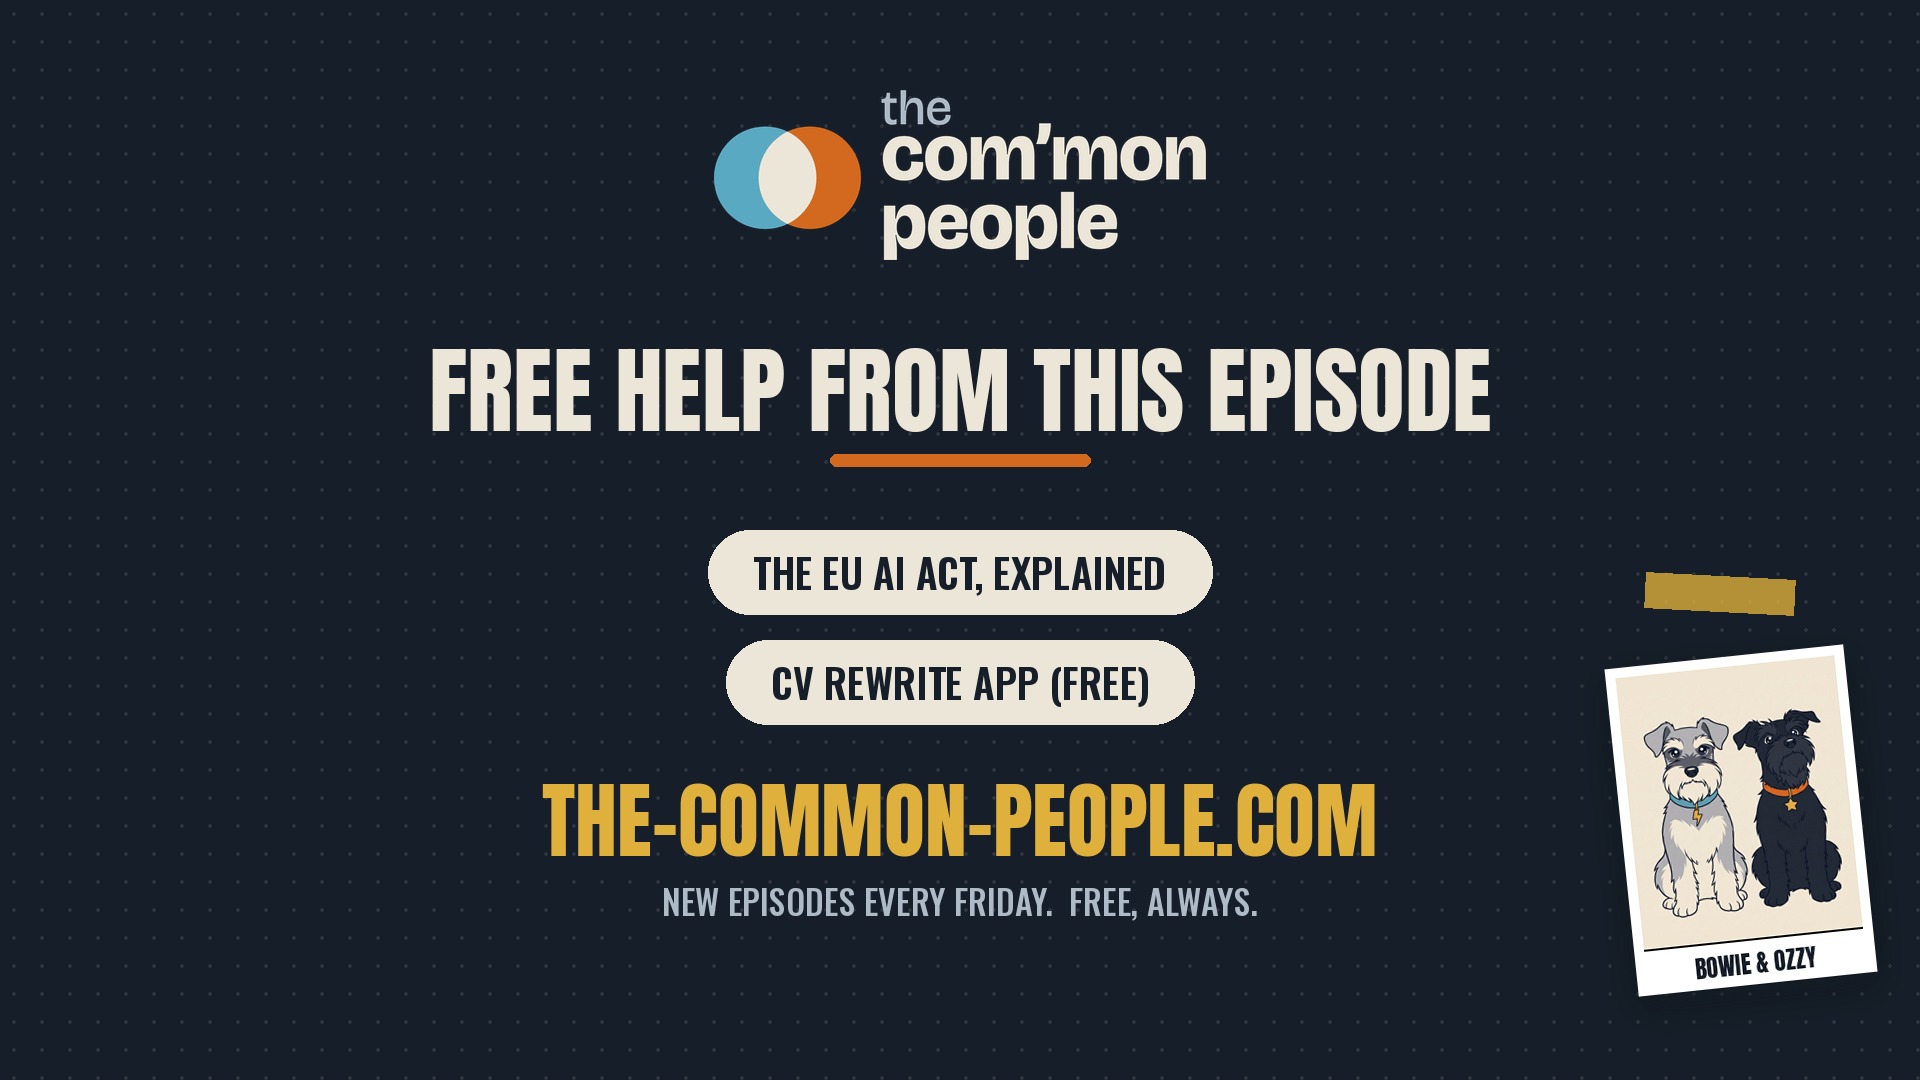 the
com’mon
people
FREE HELP FROM THIS EPISODE
THE EU AI ACT, EXPLAINED
CV REWRITE APP (FREE)
THE-COMMON-PEOPLE.COM
NEW EPISODES EVERY FRIDAY. FREE, ALWAYS.
BOWIE & OZZY